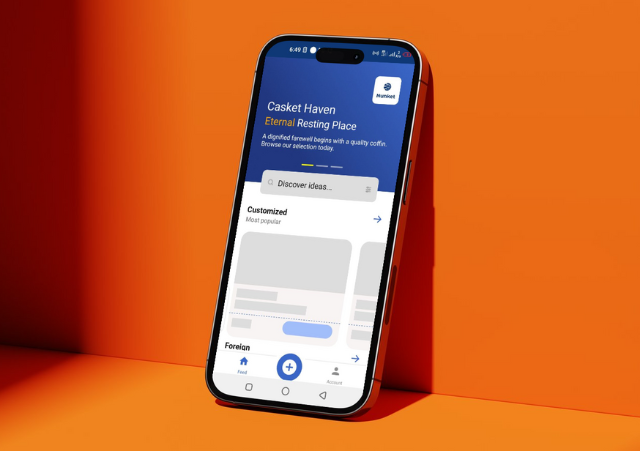 6:49
Nunket
Casket Haven
Eternal Resting Place
A dignified farewell begins with a quality coffin.
Browse our selection today.
Discover ideas...
Customized
Most popular
Foreign
Feed
Account